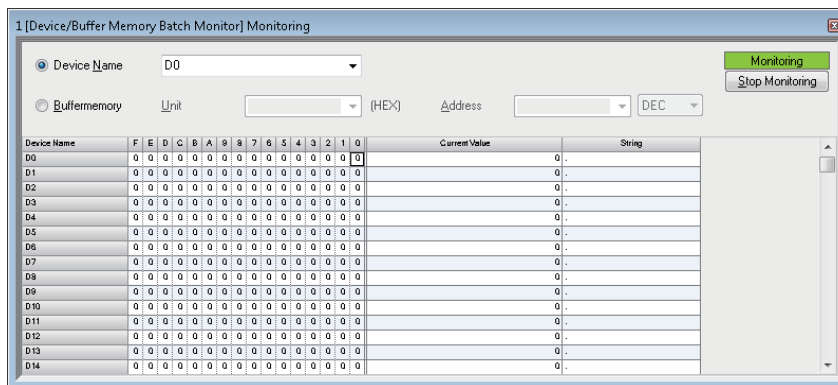 1 [Device/Buffer Memory Batch Monitor] Monitoring
Device Name D0 Monitoring
Stop Monitoring
Buffermemory Unit (HEX) Address DEC
Device Name F E D C B A 9 8 7 6 5 4 3 2 1 0 Current Value String
D0 0 0 0 0 0 0 0 0 0 0 0 0 0 0 0 0 0 .
D1 0 0 0 0 0 0 0 0 0 0 0 0 0 0 0 0 0 .
D2 0 0 0 0 0 0 0 0 0 0 0 0 0 0 0 0 0 .
D3 0 0 0 0 0 0 0 0 0 0 0 0 0 0 0 0 0 .
D4 0 0 0 0 0 0 0 0 0 0 0 0 0 0 0 0 0 .
D5 0 0 0 0 0 0 0 0 0 0 0 0 0 0 0 0 0 .
D6 0 0 0 0 0 0 0 0 0 0 0 0 0 0 0 0 0 .
D7 0 0 0 0 0 0 0 0 0 0 0 0 0 0 0 0 0 .
D8 0 0 0 0 0 0 0 0 0 0 0 0 0 0 0 0 0 .
D9 0 0 0 0 0 0 0 0 0 0 0 0 0 0 0 0 0 .
D10 0 0 0 0 0 0 0 0 0 0 0 0 0 0 0 0 0 .
D11 0 0 0 0 0 0 0 0 0 0 0 0 0 0 0 0 0 .
D12 0 0 0 0 0 0 0 0 0 0 0 0 0 0 0 0 0 .
D13 0 0 0 0 0 0 0 0 0 0 0 0 0 0 0 0 0 .
D14 0 0 0 0 0 0 0 0 0 0 0 0 0 0 0 0 0 .